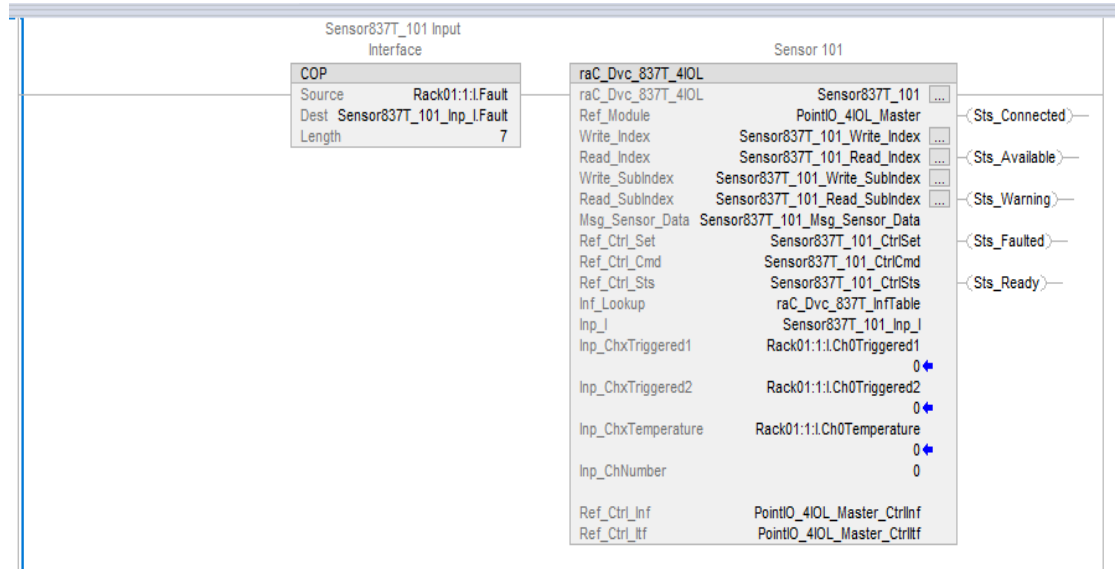 Sensor837T_101 Input
Interface
COP
Source Rack01:1:I.Fault
Dest Sensor837T_101_Inp_I.Fault
Length 7
Sensor 101
raC_Dvc_837T_4IOL
raC_Dvc_837T_4IOL Sensor837T_101 ...
Ref_Module PointIO_4IOL_Master Sts_Connected
Write_Index Sensor837T_101_Write_Index ...
Read_Index Sensor837T_101_Read_Index ... Sts_Available
Write_SubIndex Sensor837T_101_Write_SubIndex ...
Read_SubIndex Sensor837T_101_Read_SubIndex ... Sts_Warning
Msg_Sensor_Data Sensor837T_101_Msg_Sensor_Data
Ref_Ctrl_Set Sensor837T_101_CtrlSet Sts_Faulted
Ref_Ctrl_Cmd Sensor837T_101_CtrlCmd
Ref_Ctrl_Sts Sensor837T_101_CtrlSts Sts_Ready
Inf_Lookup raC_Dvc_837T_InfTable
Inp_I Sensor837T_101_Inp_I
Inp_ChxTriggered1 Rack01:1:I.Ch0Triggered1
0
Inp_ChxTriggered2 Rack01:1:I.Ch0Triggered2
0
Inp_ChxTemperature Rack01:1:I.Ch0Temperature
0
Inp_ChNumber 0
Ref_Ctrl_Inf PointIO_4IOL_Master_CtrlInf
Ref_Ctrl_Itf PointIO_4IOL_Master_CtrlItf